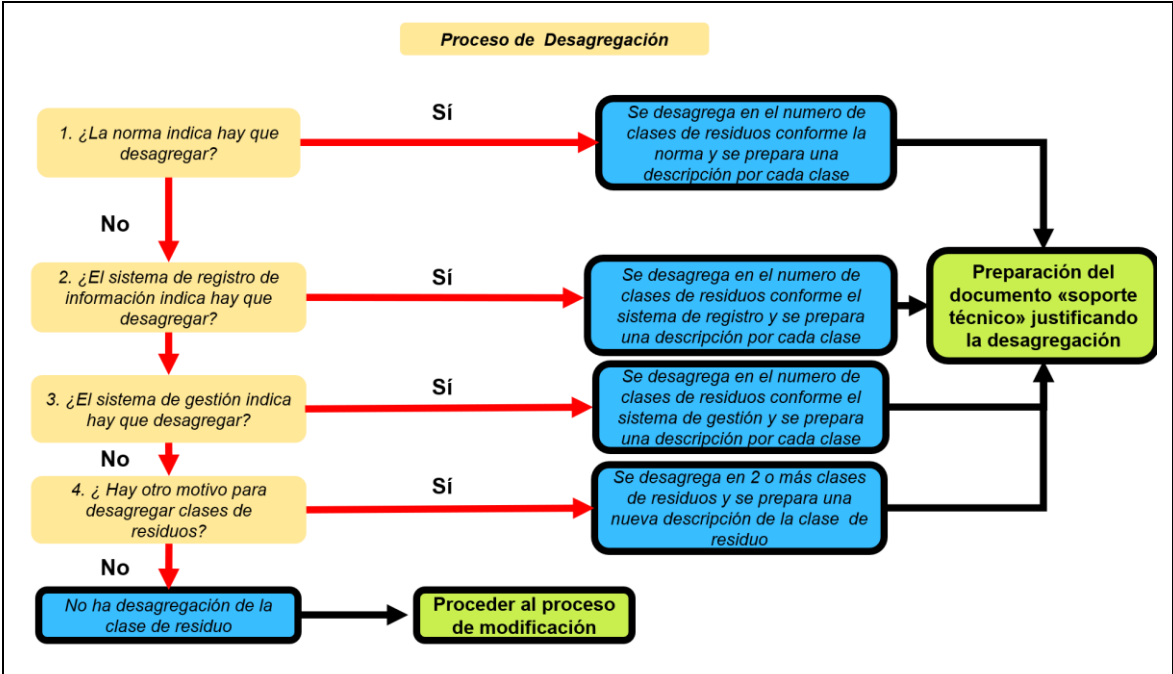 Proceso de Desagregación
1. ¿La norma indica hay que
desagregar?
Sí
Se desagrega en el numero de
clases de residuos conforme la
norma y se prepara una
descripción por cada clase
No
2. ¿El sistema de registro de
información indica hay que
desagregar?
Sí
Se desagrega en el numero de
clases de residuos conforme el
sistema de registro y se prepara
una descripción por cada clase
Preparación del
documento «soporte
técnico» justificando
la desagregación
3. ¿El sistema de gestión indica
hay que desagregar?
Sí
Se desagrega en el numero de
clases de residuos conforme el
sistema de gestión y se prepara
una descripción por cada clase
No
4. ¿ Hay otro motivo para
desagregar clases de
residuos?
Sí
Se desagrega en 2 o más clases
de residuos y se prepara una
nueva descripción de la clase de
residuo
No
No ha desagregación de la
clase de residuo
Proceder al proceso
de modificación